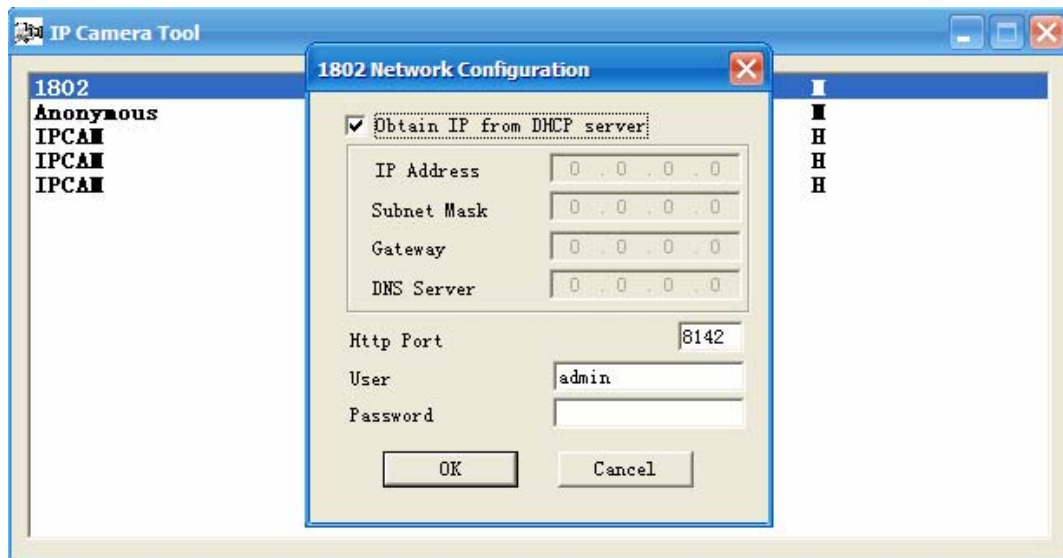 IP Camera Tool
1802 Network Configuration
1802
Anonymous
IPCAM
H
IPCAM
H
IPCAM
H
Obtain IP from DHCP server
IP Address 0 . 0 . 0 . 0
Subnet Mask 0 . 0 . 0 . 0
Gateway 0 . 0 . 0 . 0
DNS Server 0 . 0 . 0 . 0
Http Port 8142
User admin
Password
OK Cancel